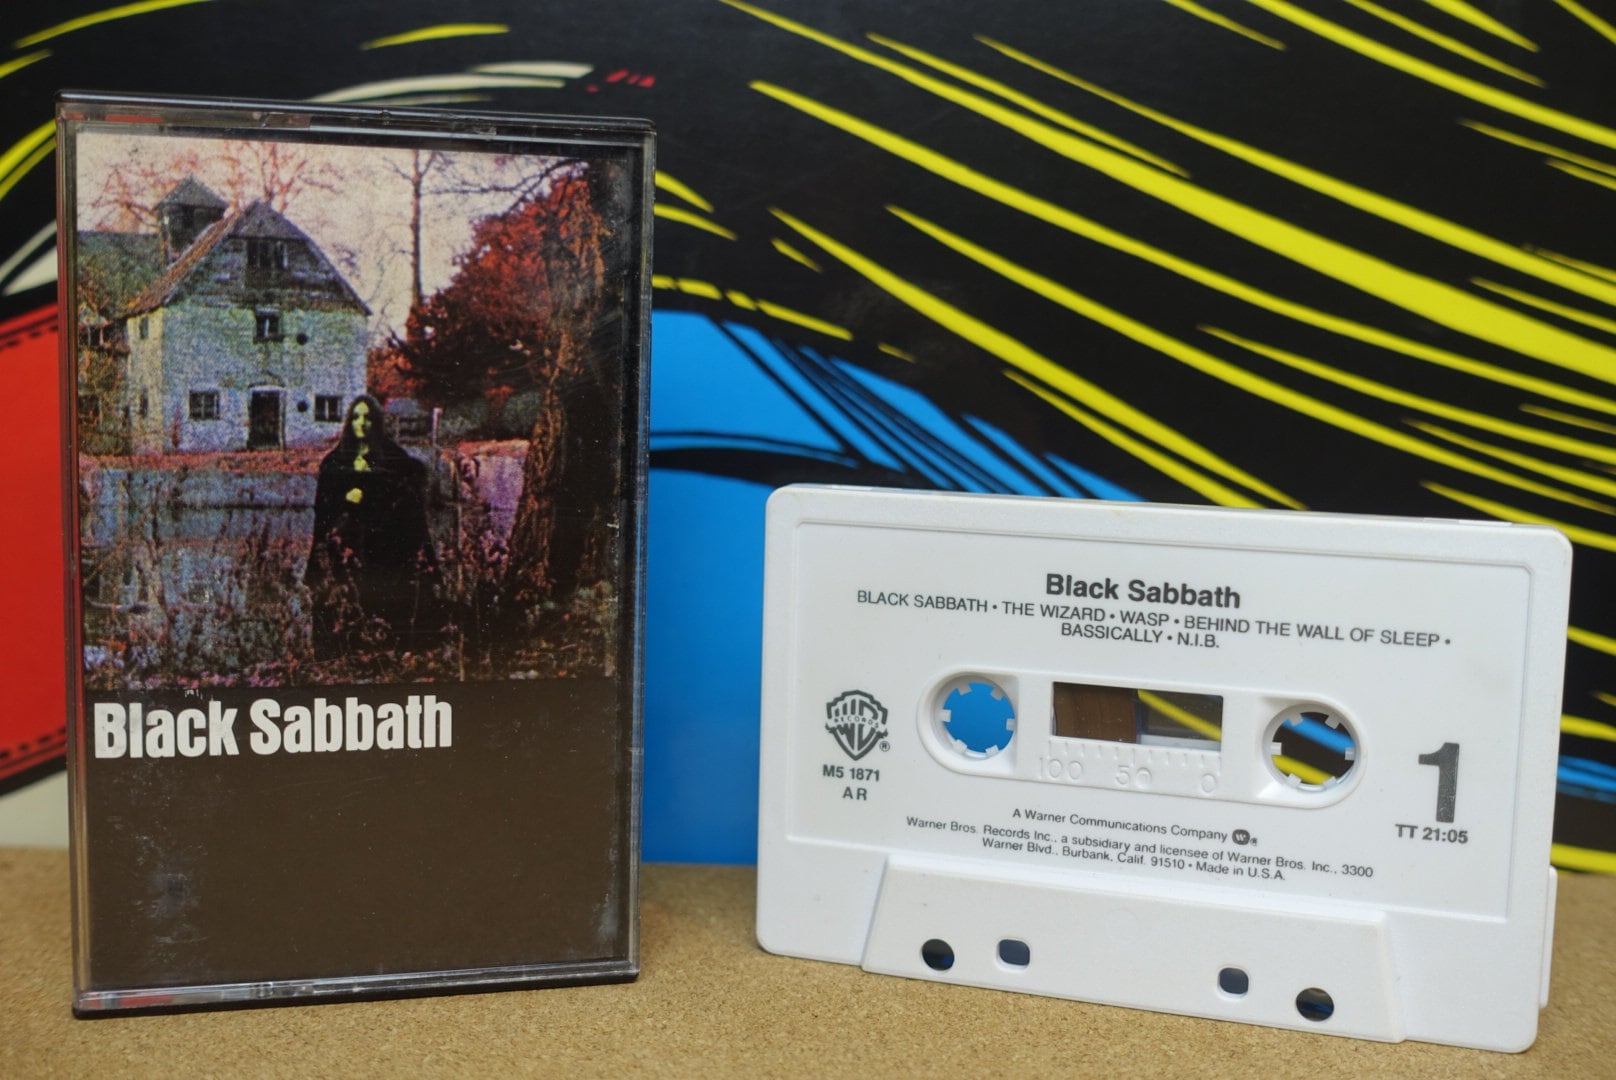 Black Sabbath
Black Sabbath
BLACK SABBATH • THE WIZARD • WASP • BEHIND THE WALL OF SLEEP •
BASSICALLY • N.I.B.
RECORDS
®
M5 1871
AR
100 50 0
1
TT 21:05
A Warner Communications Company
Warner Bros. Records Inc., a subsidiary and licensee of Warner Bros. Inc., 3300
Warner Blvd., Burbank, Calif. 91510 • Made in U.S.A.